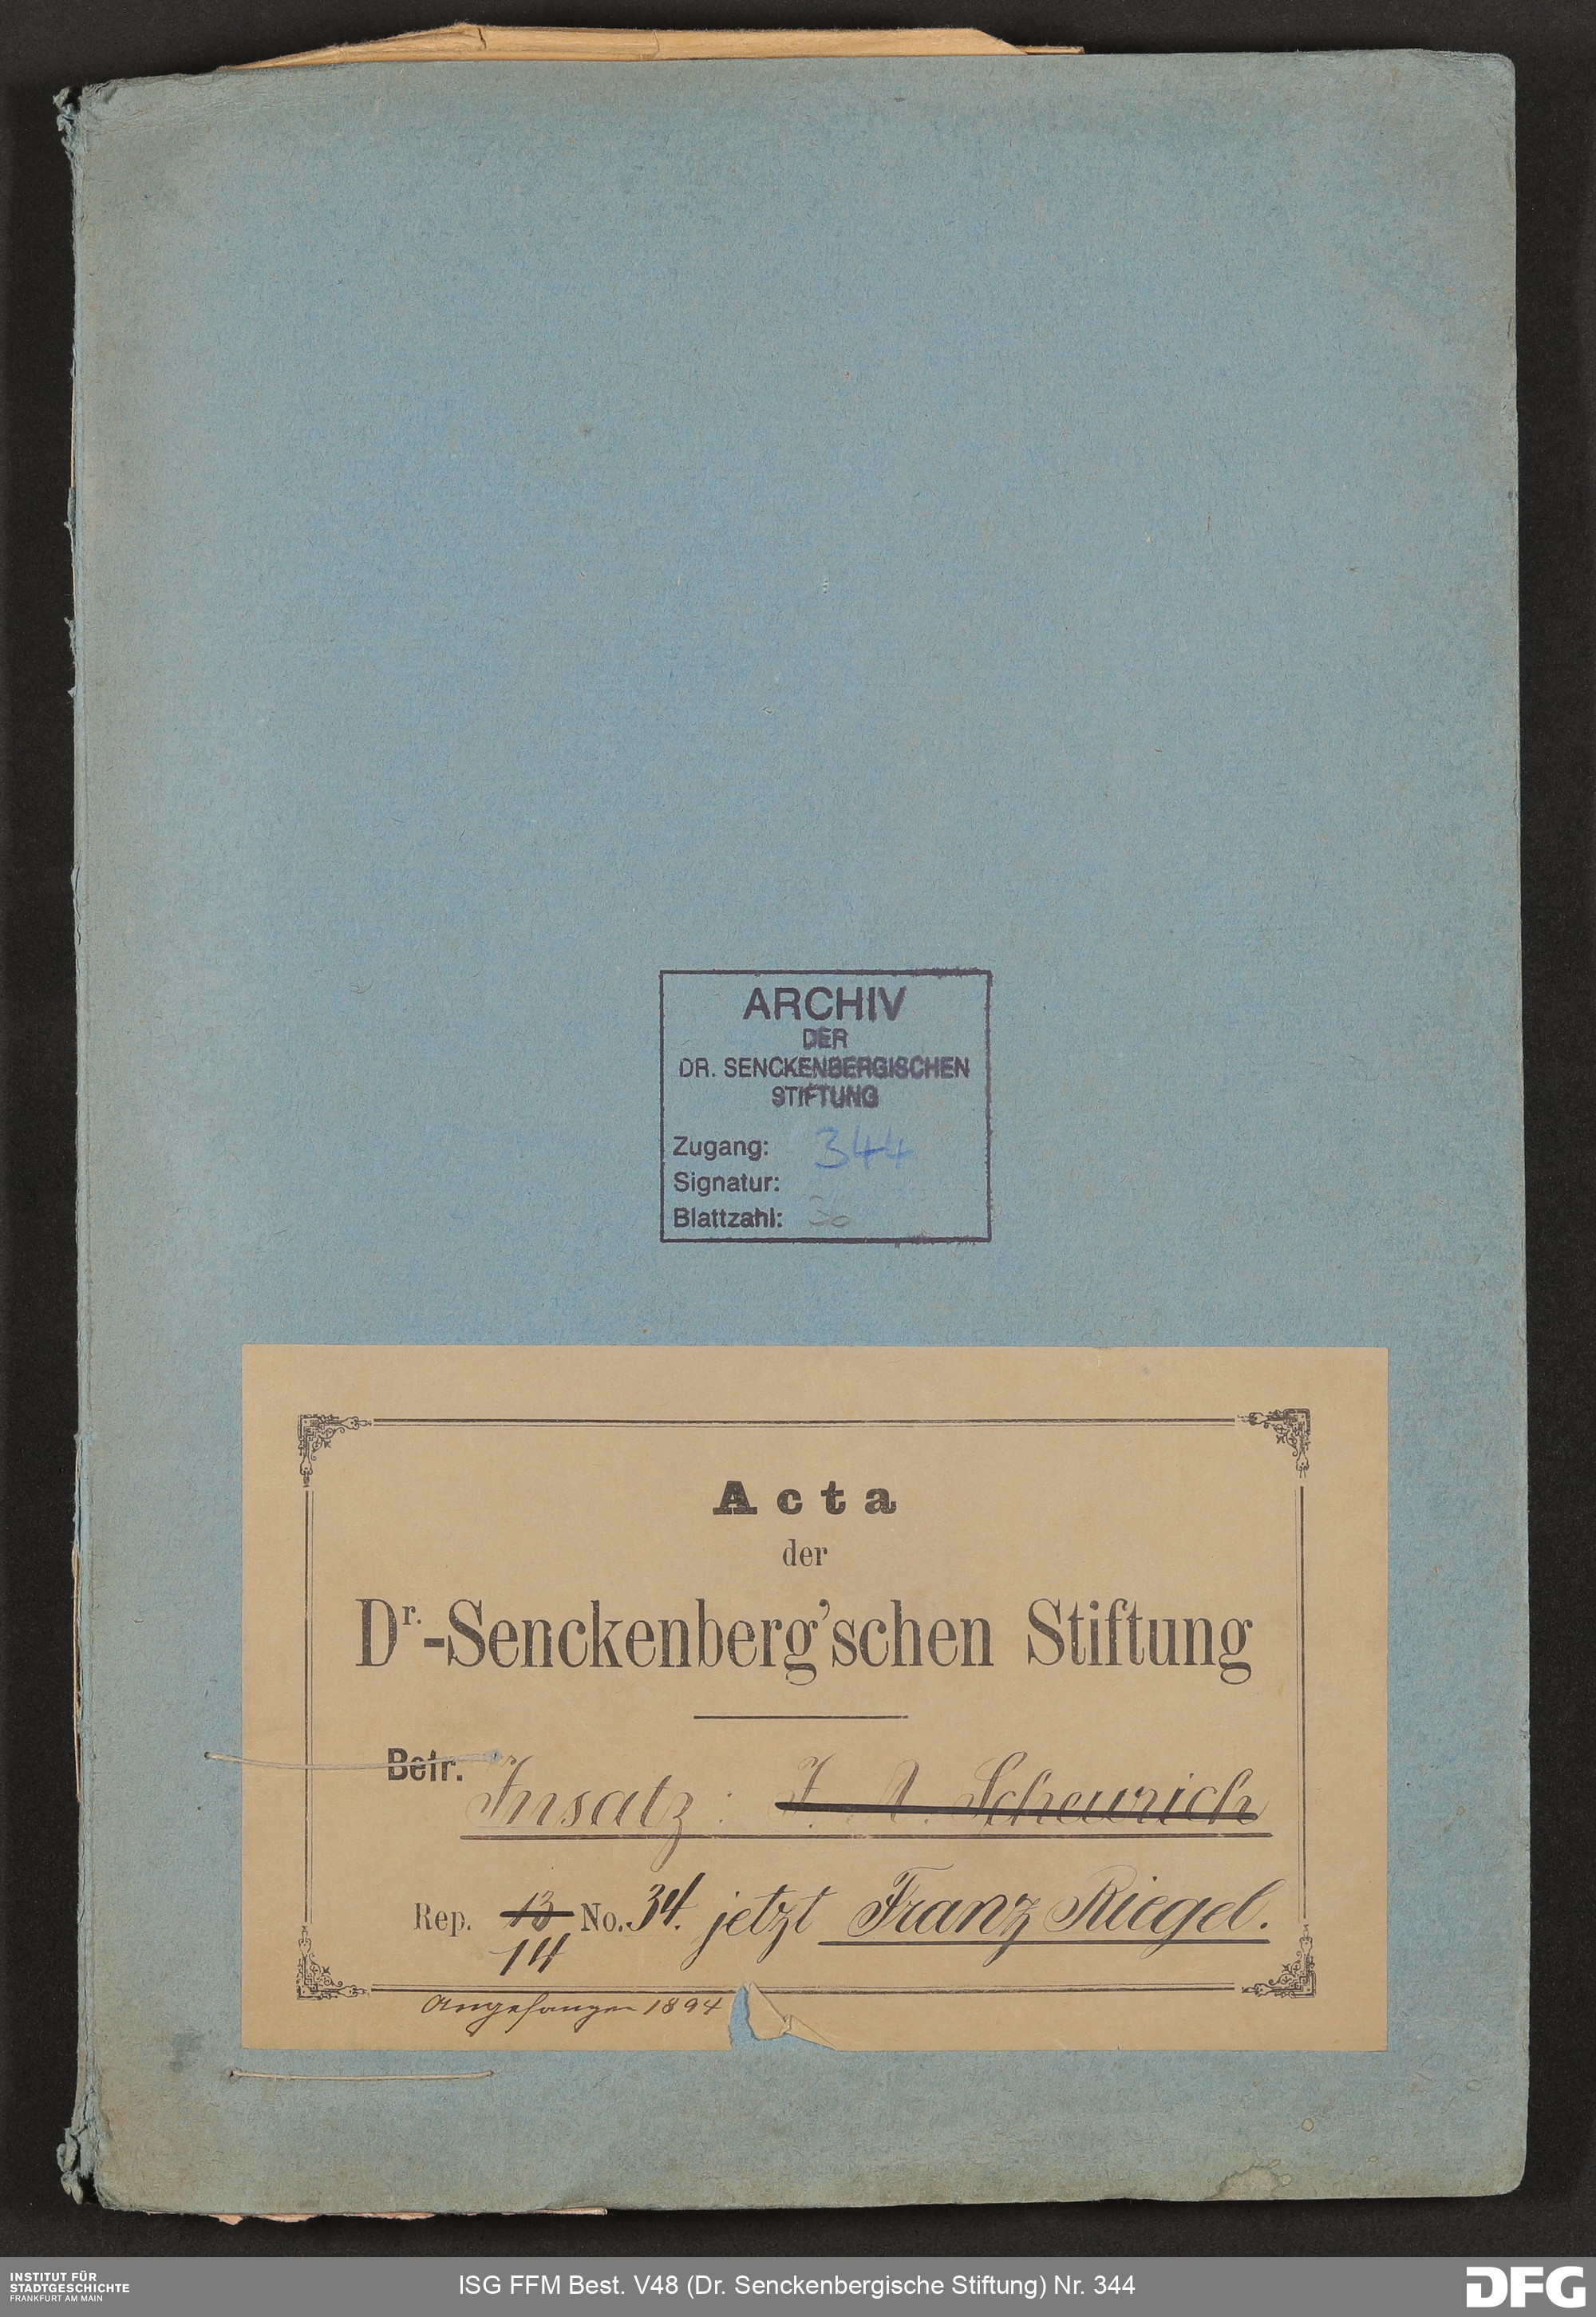 ARCHIV
DER
DR. SENCKENBERGISCHEN
STIFTUNG
Zugang: 344
Signatur:
Blattzahl: 30
Acta
der
Dr.-Senckenberg'schen Stiftung
Betr. Insatz: J. A. Scheurich
Rep. 13 No. 34. jetzt Franz Riegel.
14
Angefangen 1894
INSTITUT FÜR
STADTGESCHICHTE
FRANKFURT AM MAIN
ISG FFM Best. V48 (Dr. Senckenbergische Stiftung) Nr. 344
DFG